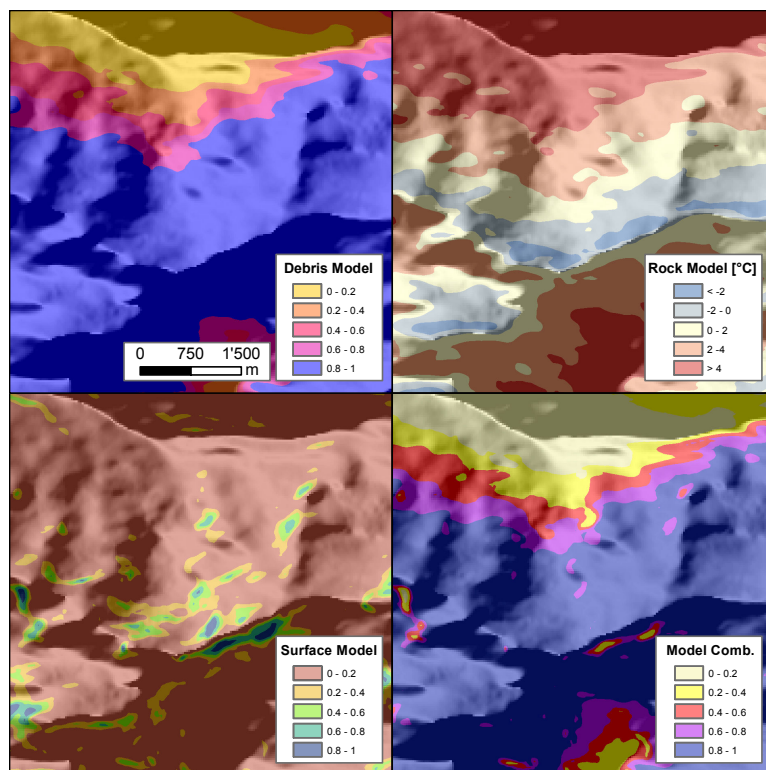 Debris Model
0 - 0.2
0.2 - 0.4
0.4 - 0.6
0.6 - 0.8
0.8 - 1
0 750 1'500
m
Rock Model [°C]
< -2
-2 - 0
0 - 2
2 - 4
> 4
Surface Model
0 - 0.2
0.2 - 0.4
0.4 - 0.6
0.6 - 0.8
0.8 - 1
Model Comb.
0 - 0.2
0.2 - 0.4
0.4 - 0.6
0.6 - 0.8
0.8 - 1